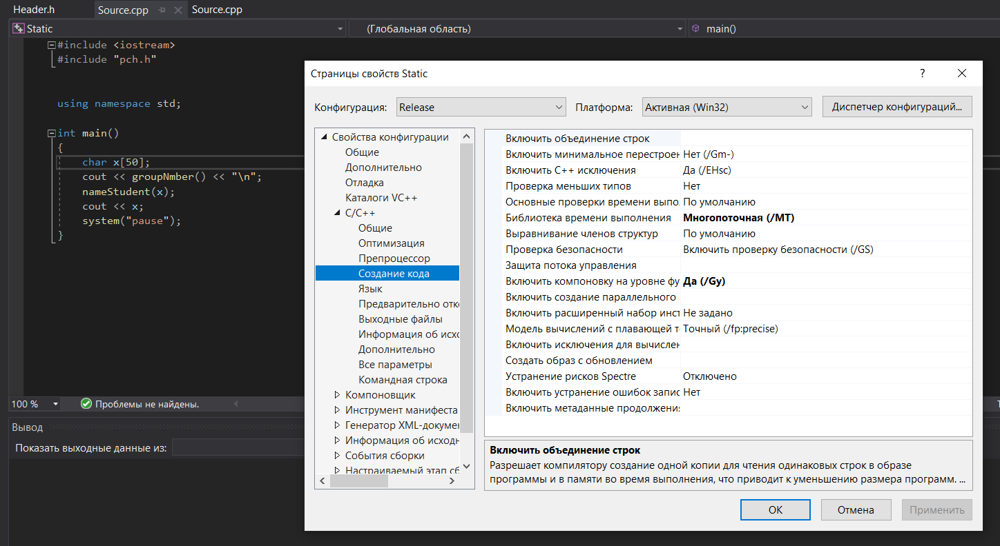 Header.h Source.cpp Source.cpp
Static (Глобальная область) main()
#include <iostream>
#include "pch.h"
using namespace std;
int main()
{
char x[50];
cout << groupNmber() << "\n";
nameStudent(x);
cout << x;
system("pause");
}
100 % Проблемы не найдены.
Вывод
Показать выходные данные из:
Страницы свойств Static ?
Конфигурация: Release Платформа: Активная (Win32) Диспетчер конфигураций...
Свойства конфигурации
Общие
Дополнительно
Отладка
Каталоги VC++
C/C++
Общие
Оптимизация
Препроцессор
Создание кода
Язык
Предварительно отко
Выходные файлы
Информация об исхо
Дополнительно
Все параметры
Командная строка
Компоновщик
Инструмент манифеста
Генератор XML-докумен
Информация об исходн
События сборки
Настраиваемый этап сб
Включить объединение строк
Включить минимальное перестроен Нет (/Gm-)
Включить C++ исключения Да (/EHsc)
Проверка меньших типов Нет
Основные проверки времени выпо. По умолчанию
Библиотека времени выполнения Многопоточная (/MT)
Выравнивание членов структур По умолчанию
Проверка безопасности Включить проверку безопасности (/GS)
Защита потока управления
Включить компоновку на уровне фу Да (/Gy)
Включить создание параллельного
Включить расширенный набор инст Не задано
Модель вычислений с плавающей т Точный (/fp:precise)
Включить исключения для вычислен
Создать образ с обновлением
Устранение рисков Spectre Отключено
Включить устранение ошибок запис Нет
Включить метаданные продолжения
Включить объединение строк
Разрешает компилятору создание одной копии для чтения одинаковых строк в образе
программы и в памяти во время выполнения, что приводит к уменьшению размера программ. ...
ОК Отмена Применить